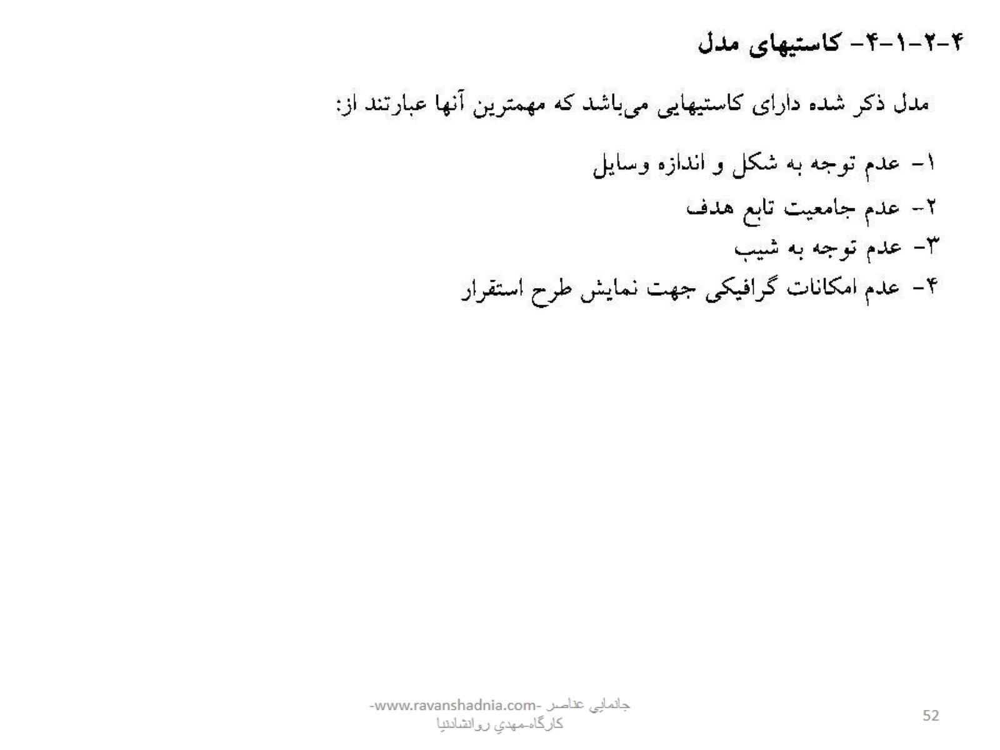 ۴-۲-۱-۴- کاستیهای مدل
مدل ذکر شده دارای کاستیهایی می‌باشد که مهمترین آنها عبارتند از:
۱- عدم توجه به شکل و اندازه وسایل
۲- عدم جامعیت تابع هدف
۳- عدم توجه به شیب
۴- عدم امکانات گرافیکی جهت نمایش طرح استقرار
جانمايي عناصر -www.ravanshadnia.com-
كارگاه-مهدي روانشادنيا
52